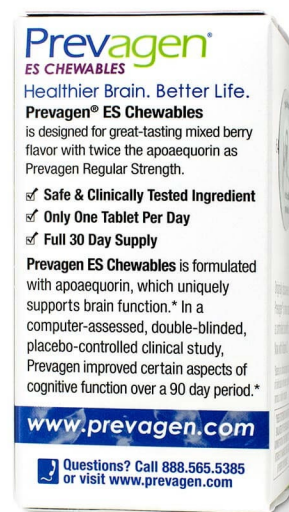 Prevagen®
ES CHEWABLES
Healthier Brain. Better Life.
Prevagen® ES Chewables
is designed for great-tasting mixed berry
flavor with twice the apoaequorin as
Prevagen Regular Strength.
Safe & Clinically Tested Ingredient
Only One Tablet Per Day
Full 30 Day Supply
Prevagen ES Chewables is formulated
with apoaequorin, which uniquely
supports brain function.* In a
computer-assessed, double-blinded,
placebo-controlled clinical study,
Prevagen improved certain aspects of
cognitive function over a 90 day period.*
www.prevagen.com
Questions? Call 888.565.5385
or visit www.prevagen.com